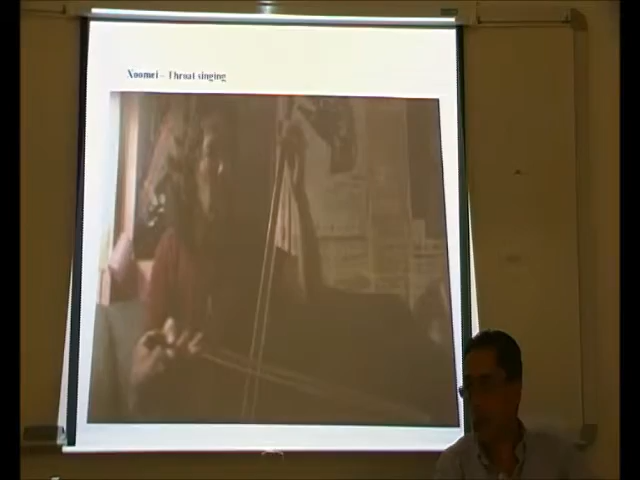 Xoomei – Throat singing